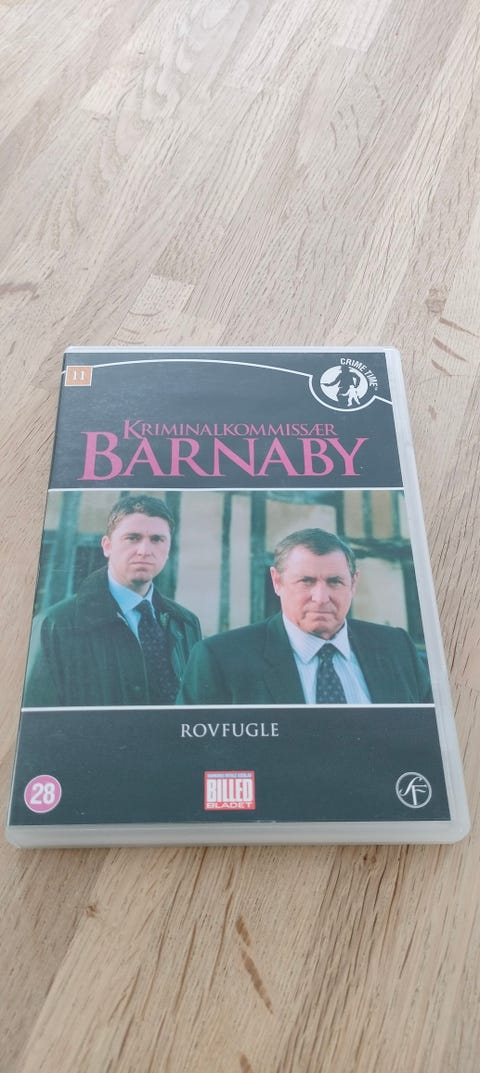 11
CRIME TIME
KRIMINALKOMMISSÆR
BARNABY
ROVFUGLE
28
BILLED
BLADET
SF